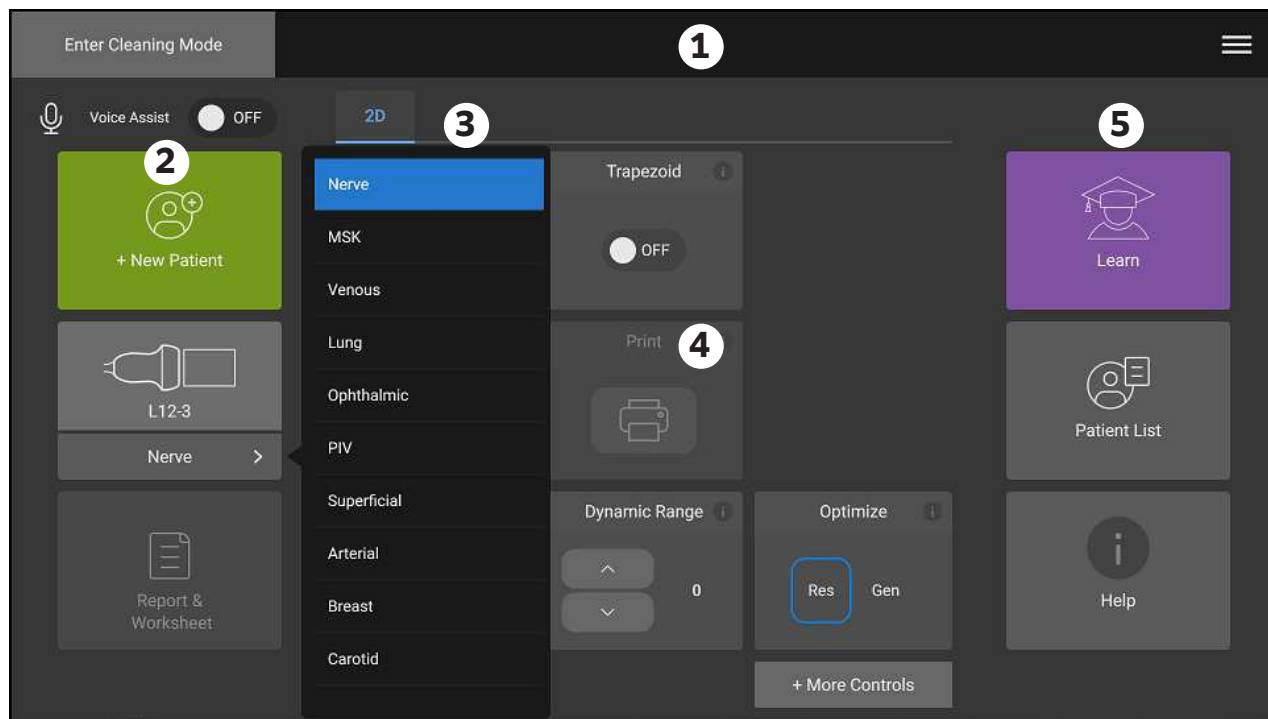 Enter Cleaning Mode
1
Voice Assist
OFF
2D
3
5
2
+ New Patient
Nerve
MSK
Venous
Lung
Ophthalmic
PIV
Superficial
Arterial
Breast
Carotid
Trapezoid i
OFF
Learn
L12-3
Nerve >
Print 4
Patient List
Report &
Worksheet
Dynamic Range i
0
Optimize i
Res Gen
+ More Controls
i
Help